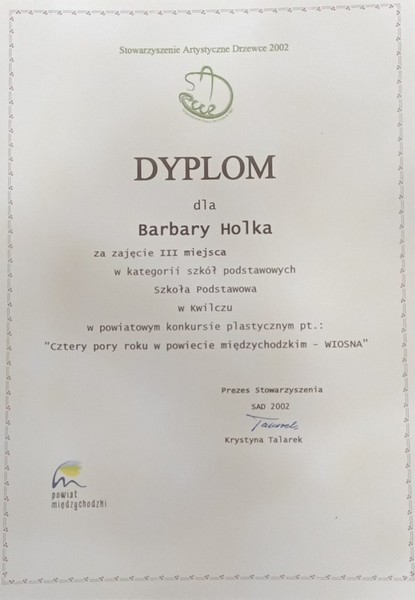 Stowarzyszenie Artystyczne Drzewce 2002
DYPLOM
dla
Barbary Holka
za zajęcie III miejsca
w kategorii szkół podstawowych
Szkoła Podstawowa
w Kwilczu
w powiatowym konkursie plastycznym pt.:
"Cztery pory roku w powiecie międzychodzkim - WIOSNA"
Prezes Stowarzyszenia
SAD 2002
Krystyna Talarek
powiat
międzychodzki